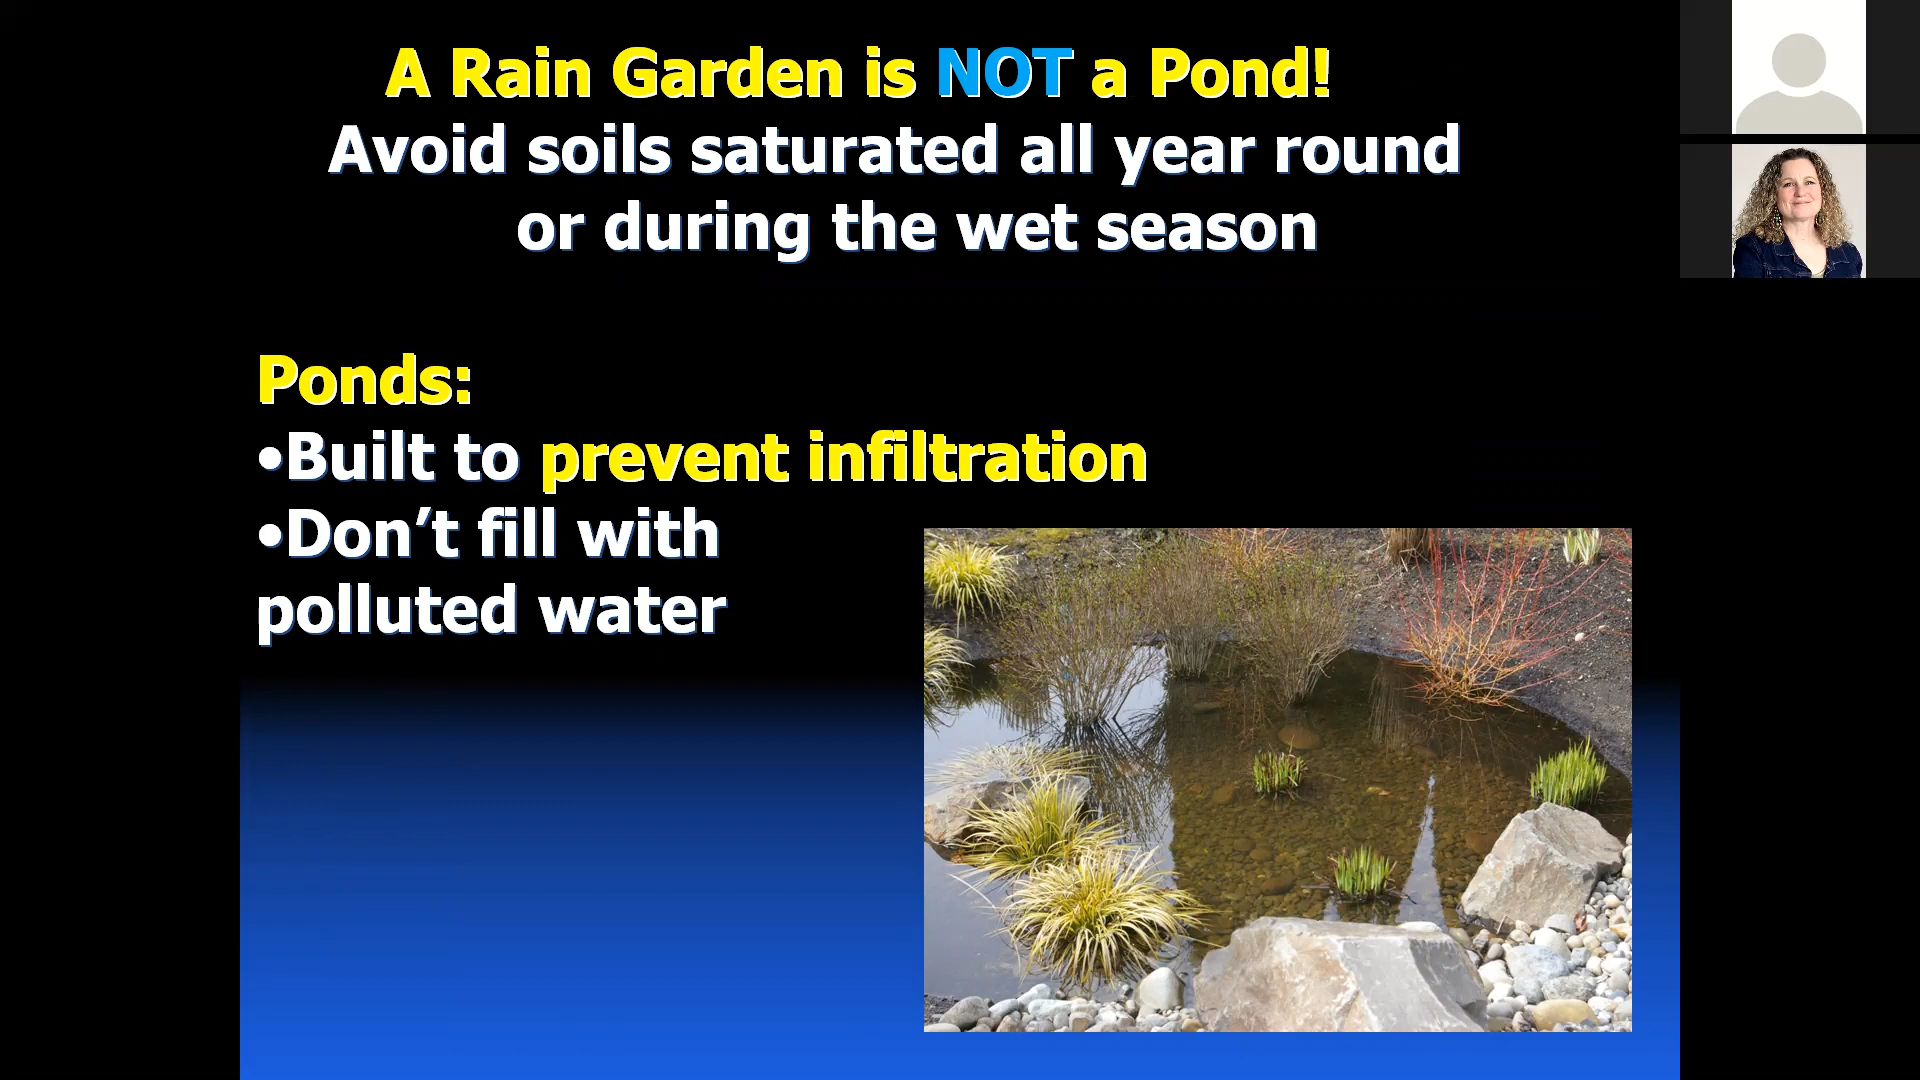 A Rain Garden is NOT a Pond!
Avoid soils saturated all year round
or during the wet season
Ponds:
•Built to prevent infiltration
•Don’t fill with
polluted water